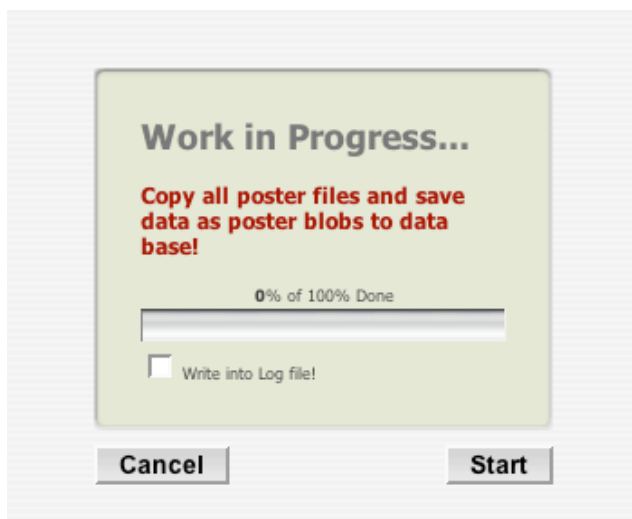 Work in Progress...
Copy all poster files and save
data as poster blobs to data
base!
0% of 100% Done
Write into Log file!
Cancel
Start